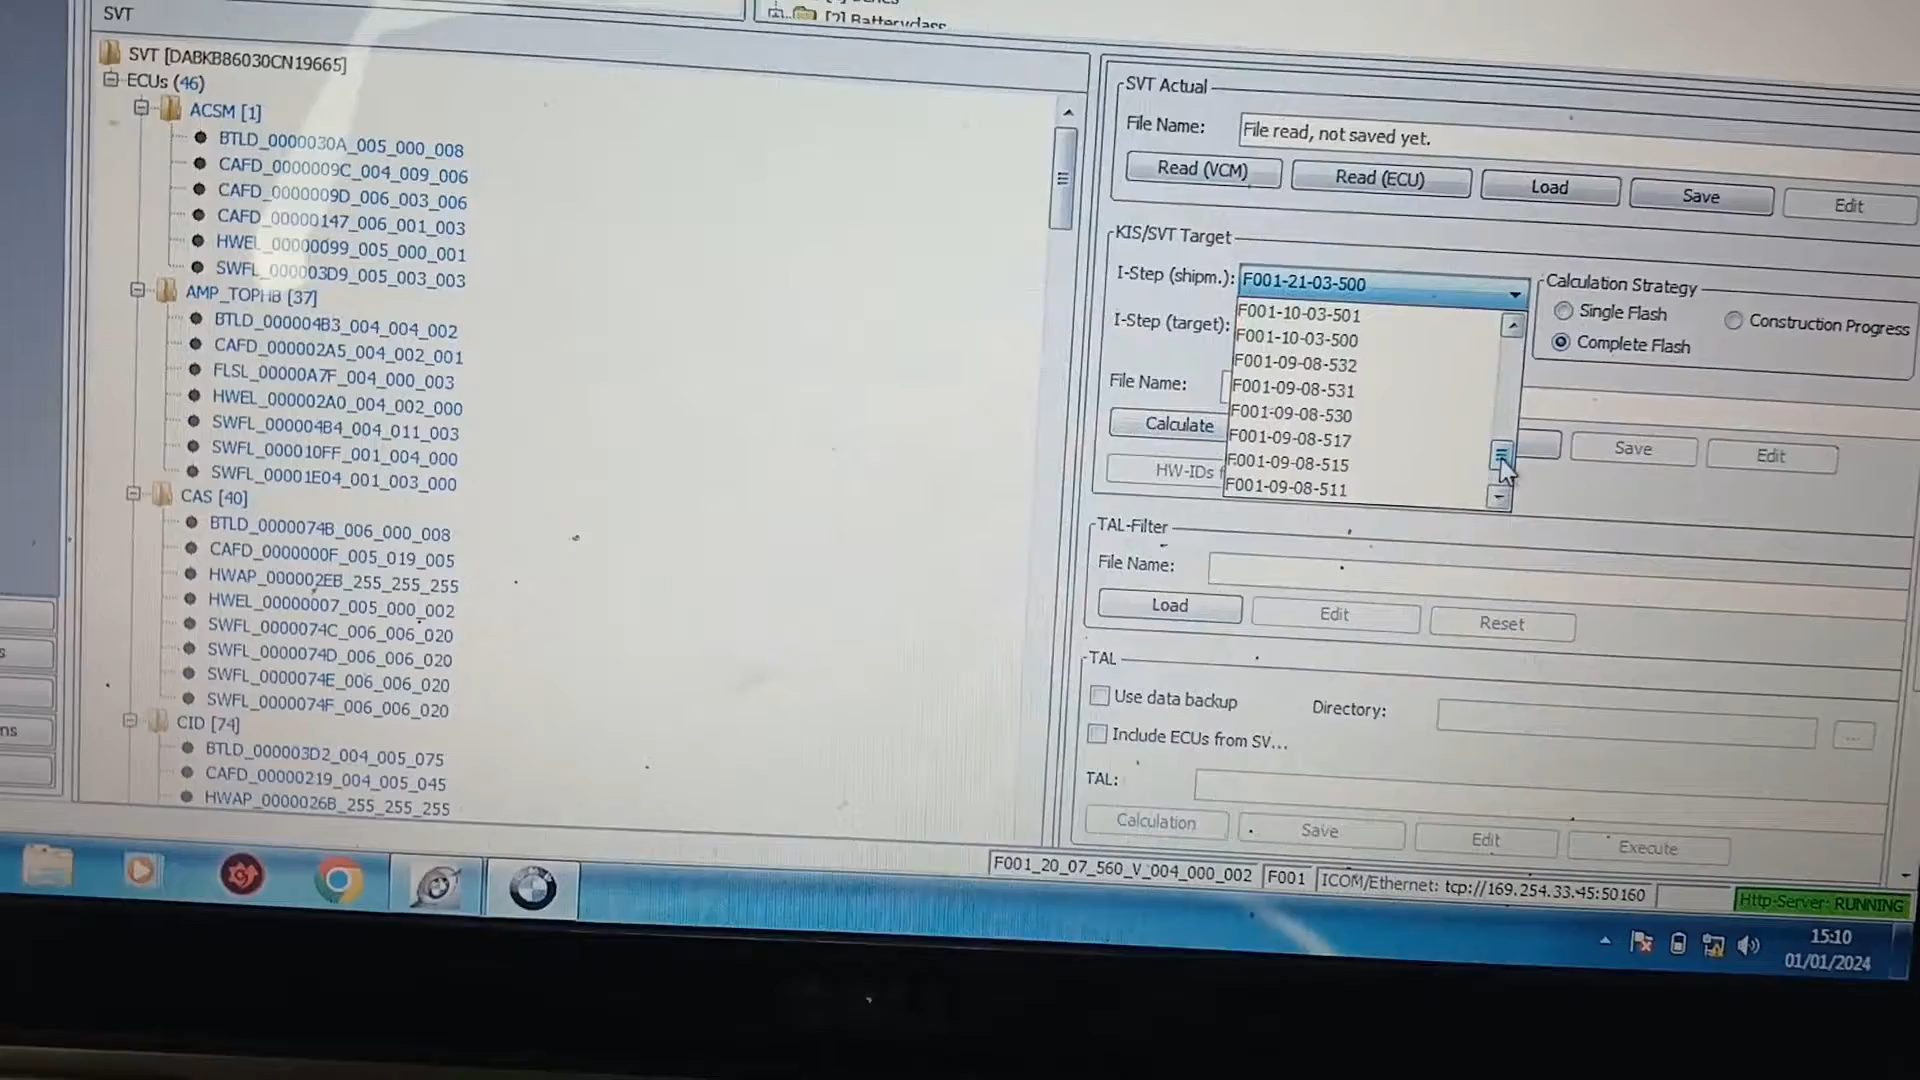 SVT
[2] Batteryclass
SVT [DABKB86030CN19665]
ECUs (46)
ACSM [1]
BTLD_0000030A_005_000_008
CAFD_0000009C_004_009_006
CAFD_0000009D_006_003_006
CAFD_00000147_006_001_003
HWEL_00000099_005_000_001
SWFL_000003D9_005_003_003
AMP_TOPHB [37]
BTLD_000004B3_004_004_002
CAFD_000002A5_004_002_001
FLSL_00000A7F_004_000_003
HWEL_000002A0_004_002_000
SWFL_000004B4_004_011_003
SWFL_000010FF_001_004_000
SWFL_00001E04_001_003_000
CAS [40]
BTLD_0000074B_006_000_008
CAFD_0000000F_005_019_005
HWAP_000002EB_255_255_255
HWEL_00000007_005_000_002
SWFL_0000074C_006_006_020
SWFL_0000074D_006_006_020
SWFL_0000074E_006_006_020
SWFL_0000074F_006_006_020
CID [74]
BTLD_000003D2_004_005_075
CAFD_00000219_004_005_045
HWAP_0000026B_255_255_255
SVT Actual
File Name: File read, not saved yet.
Read (VCM) Read (ECU) Load Save Edit
KIS/SVT Target
I-Step (shipm.): F001-21-03-500
F001-10-03-501
F001-10-03-500
F001-09-08-532
F001-09-08-531
F001-09-08-530
F001-09-08-517
F001-09-08-515
F001-09-08-511
I-Step (target):
Calculation Strategy
Single Flash Construction Progress
Complete Flash
File Name:
Calculate Save Edit
HW-IDs
TAL-Filter
File Name:
Load Edit Reset
TAL
Use data backup Directory: ...
Include ECUs from SV...
TAL:
Calculation Save Edit Execute
F001_20_07_560_V_004_000_002 F001 ICOM/Ethernet: tcp://169.254.33.45:50160 Http-Server: RUNNING
15:10
01/01/2024